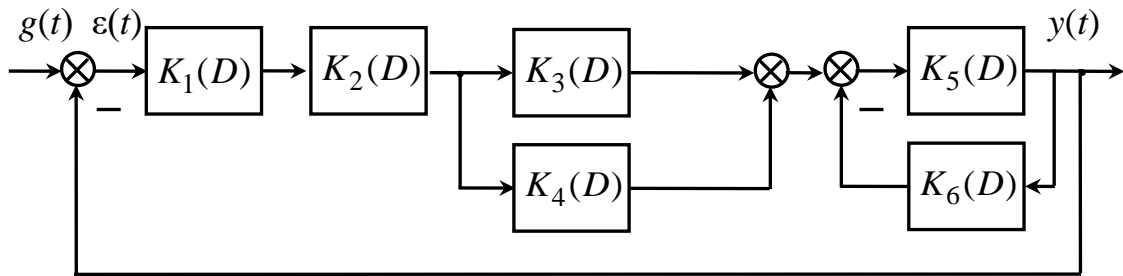 g(t) ε(t) y(t)
K₁(D) K₂(D) K₃(D) K₅(D)
– –
K₄(D) K₆(D)